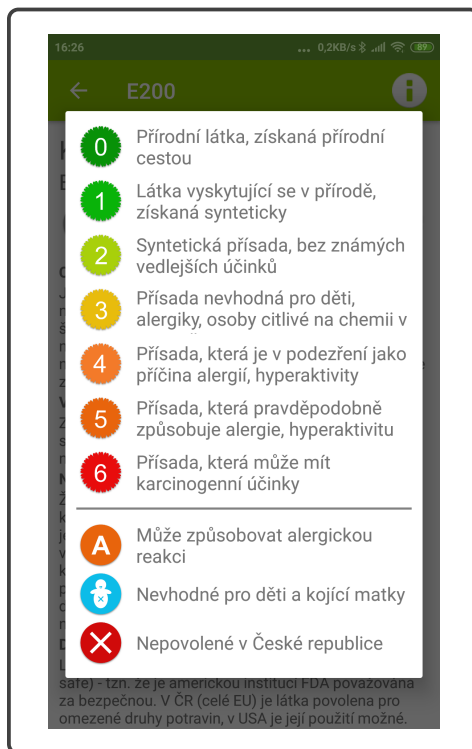 16:26
... 0,2KB/s 89
E200
0 Přírodní látka, získaná přírodní
cestou
1 Látka vyskytující se v přírodě,
získaná synteticky
2 Syntetická přísada, bez známých
vedlejších účinků
3 Přísada nevhodná pro děti,
alergiky, osoby citlivé na chemii v
4 Přísada, která je v podezření jako
příčina alergií, hyperaktivity
5 Přísada, která pravděpodobně
způsobuje alergie, hyperaktivitu
6 Přísada, která může mít
karcinogenní účinky
A Může způsobovat alergickou
reakci
Nevhodné pro děti a kojící matky
Nepovolené v České republice
safe) - tzn. že je americkou institucí FDA považována
za bezpečnou. V ČR (celé EU) je látka povolena pro
omezené druhy potravin, v USA je její použití možné.